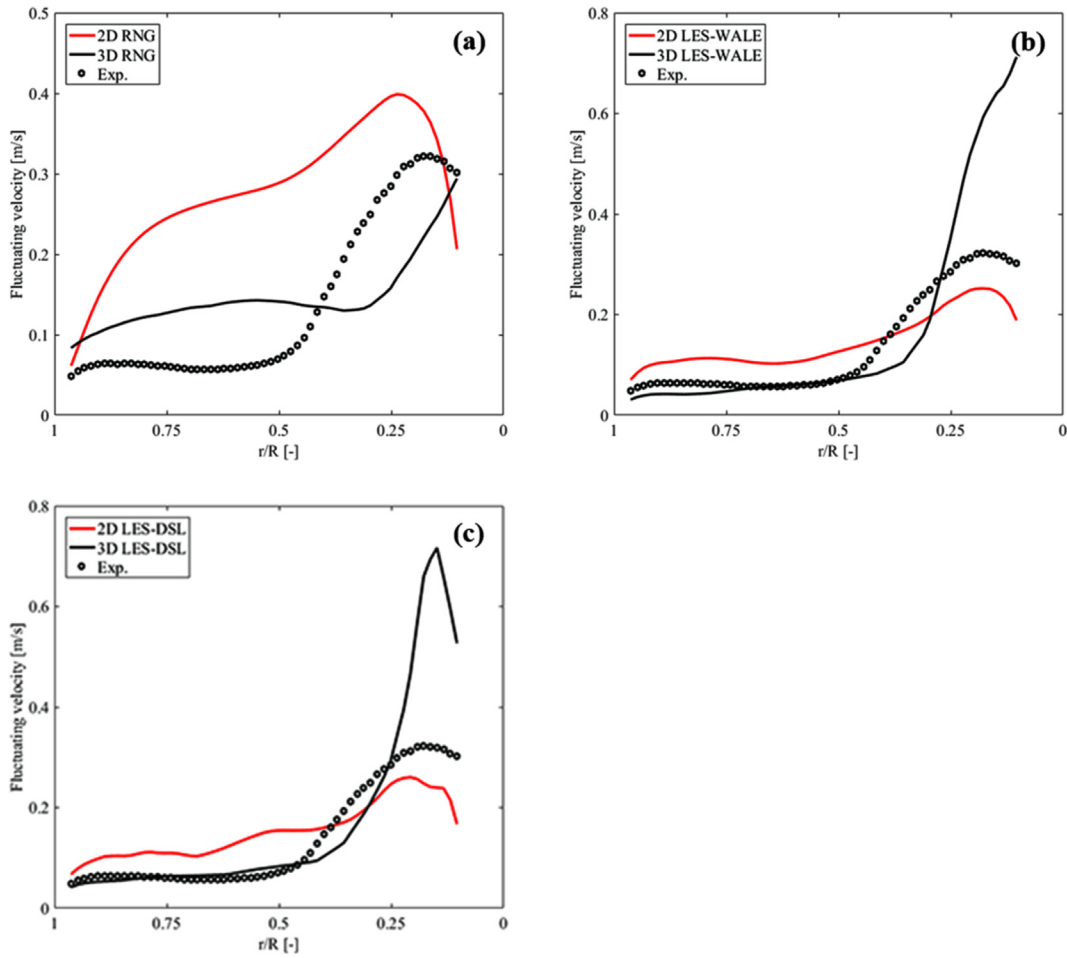 (a)
2D RNG
3D RNG
Exp.
Fluctuating velocity [m/s]
0.5
0.4
0.3
0.2
0.1
0
1
0.75
0.5
0.25
0
r/R [-]
(b)
2D LES-WALE
3D LES-WALE
Exp.
Fluctuating velocity [m/s]
0.8
0.6
0.4
0.2
0
1
0.75
0.5
0.25
0
r/R [-]
(c)
2D LES-DSL
3D LES-DSL
Exp.
Fluctuating velocity [m/s]
0.8
0.6
0.4
0.2
0
1
0.75
0.5
0.25
0
r/R [-]